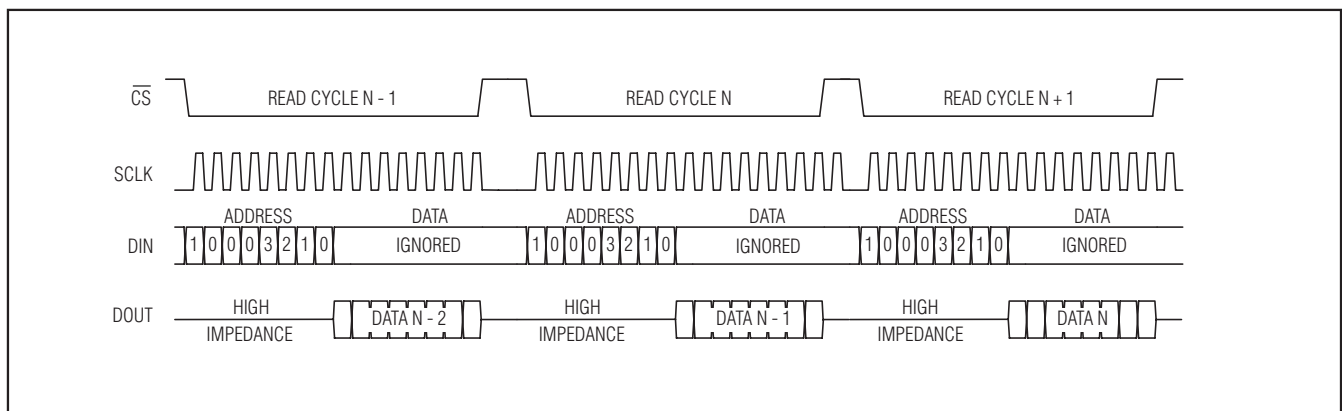 CS READ CYCLE N - 1 READ CYCLE N READ CYCLE N + 1
SCLK
ADDRESS DATA ADDRESS DATA ADDRESS DATA
DIN 1 0 0 0 3 2 1 0 IGNORED 1 0 0 0 3 2 1 0 IGNORED 1 0 0 0 3 2 1 0 IGNORED
DOUT HIGH IMPEDANCE DATA N - 2 HIGH IMPEDANCE DATA N - 1 HIGH IMPEDANCE DATA N